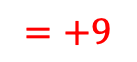 = +9